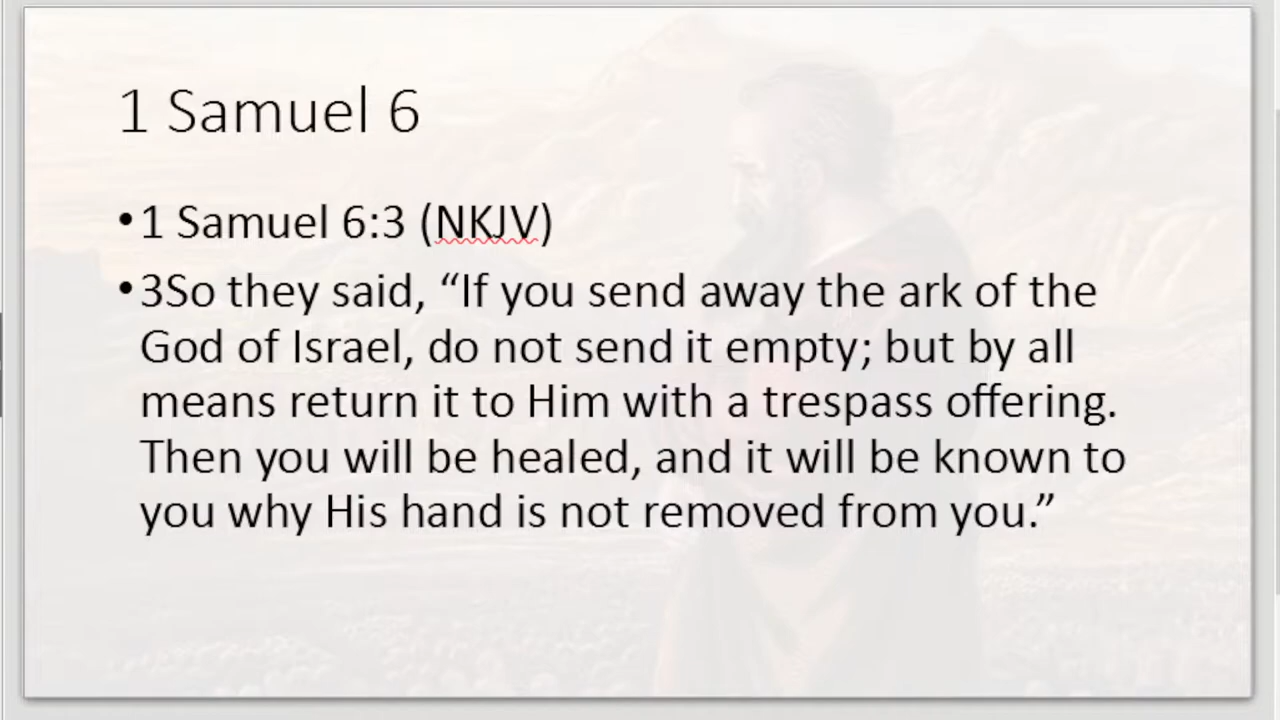 1 Samuel 6
•1 Samuel 6:3 (NKJV)
•3So they said, “If you send away the ark of the
God of Israel, do not send it empty; but by all
means return it to Him with a trespass offering.
Then you will be healed, and it will be known to
you why His hand is not removed from you.”